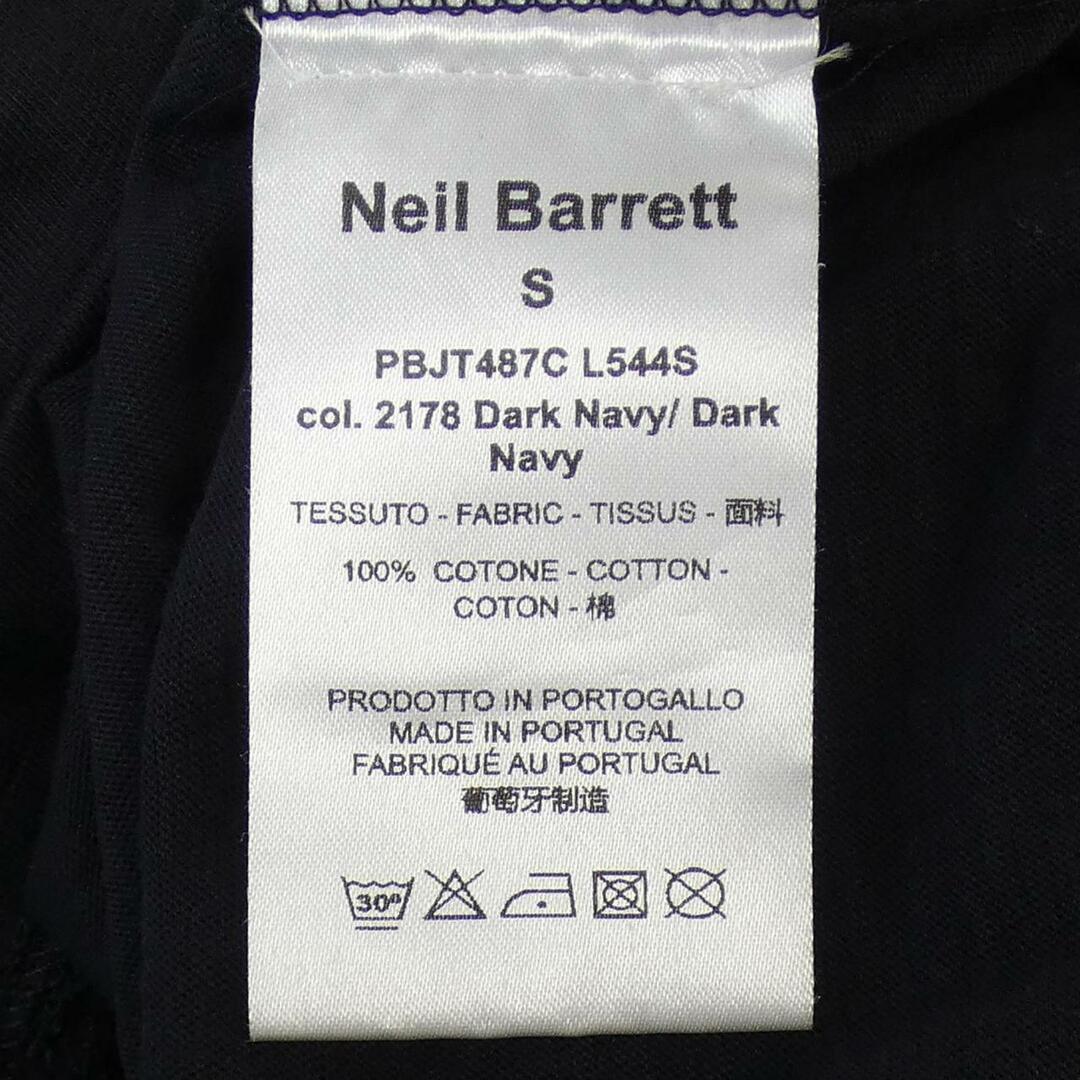 Neil Barrett
S
PBJT487C L544S
col. 2178 Dark Navy/ Dark
Navy
TESSUTO - FABRIC - TISSUS - 面料
100% COTONE - COTTON -
COTON - 棉
PRODOTTO IN PORTOGALLO
MADE IN PORTUGAL
FABRIQUÉ AU PORTUGAL
葡萄牙制造
30º